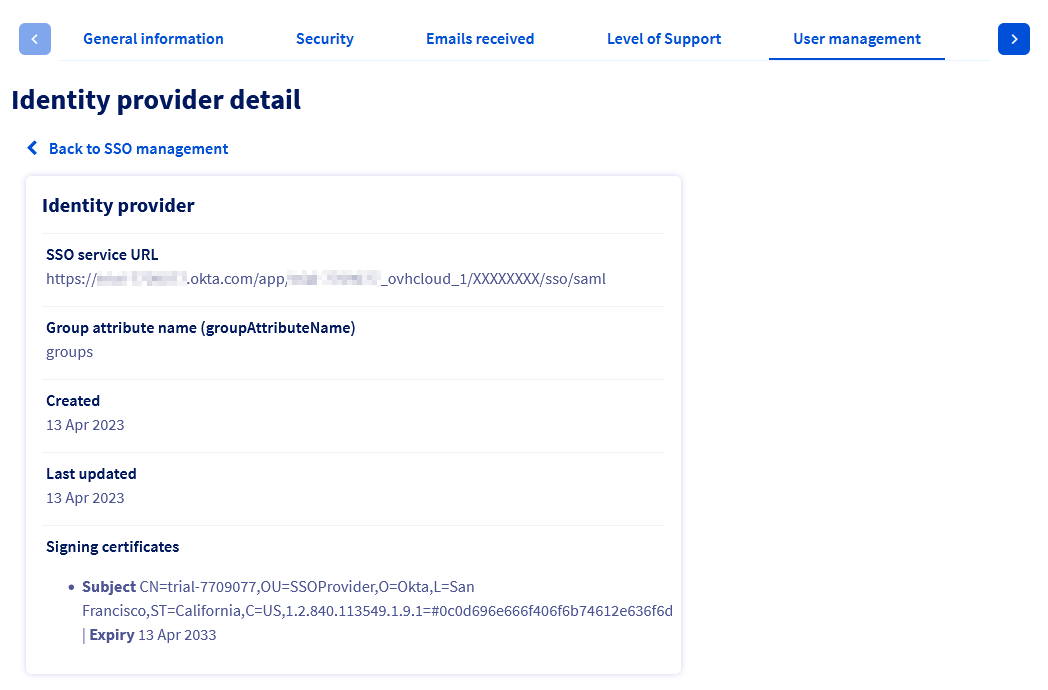 General information Security Emails received Level of Support User management
Identity provider detail
Back to SSO management
Identity provider
SSO service URL
https://.okta.com/app/_ovhcloud_1/XXXXXXXX/sso/saml
Group attribute name (groupAttributeName)
groups
Created
13 Apr 2023
Last updated
13 Apr 2023
Signing certificates
• Subject CN=trial-7709077,OU=SSOProvider,O=Okta,L=San
Francisco,ST=California,C=US,1.2.840.113549.1.9.1=#0c0d696e666f406f6b74612e636f6d
| Expiry 13 Apr 2033